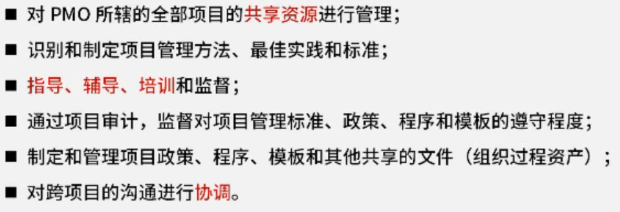 ■ 对 PMO 所辖的全部项目的共享资源进行管理；
■ 识别和制定项目管理方法、最佳实践和标准；
■ 指导、辅导、培训和监督；
■ 通过项目审计，监督对项目管理标准、政策、程序和模板的遵守程度；
■ 制定和管理项目政策、程序、模板和其他共享的文件（组织过程资产）；
■ 对跨项目的沟通进行协调。